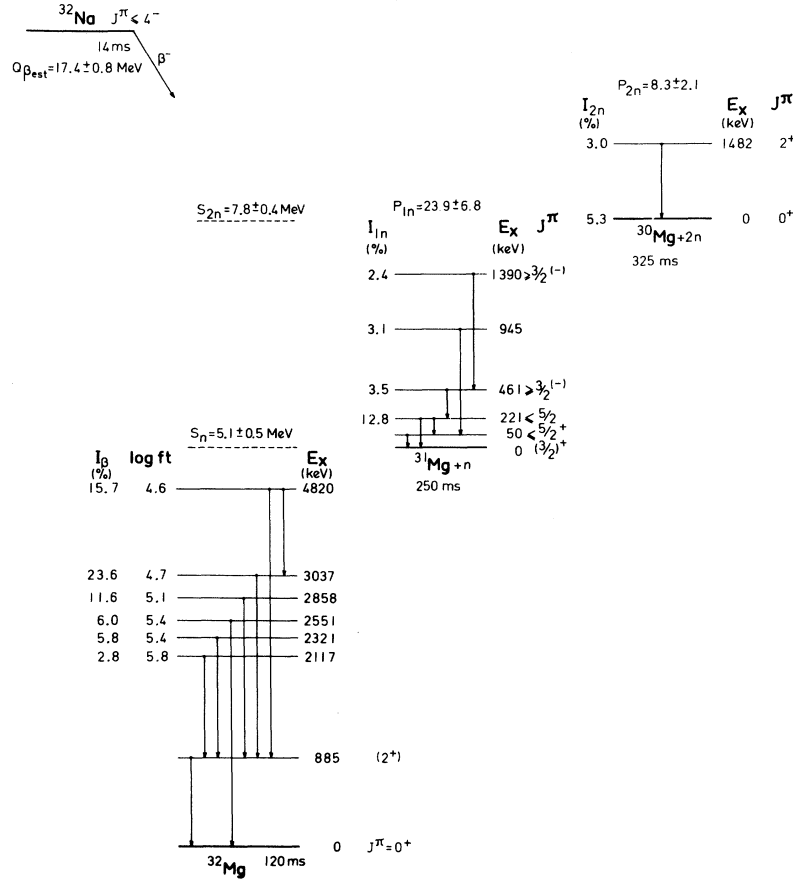 ³²Na J^π ≤ 4⁻
14ms
Qβest=17.4±0.8 MeV
β⁻
P2n=8.3±2.1
I2n (%) Ex (keV) J^π
3.0 1482 2⁺
5.3 0 0⁺
³⁰Mg+2n
325 ms
S2n=7.8±0.4 MeV
P1n=23.9±6.8
I1n (%) Ex (keV) J^π
2.4 1390 ≥3/2(-)
3.1 945
3.5 461 ≥3/2(-)
12.8 221 ≤5/2
50 ≤5/2⁺
0 (3/2)⁺
³¹Mg+n
250 ms
Sn=5.1±0.5 MeV
Iβ (%) log ft Ex (keV)
15.7 4.6 4820
23.6 4.7 3037
11.6 5.1 2858
6.0 5.4 2551
5.8 5.4 2321
2.8 5.8 2117
885 (2⁺)
0 J^π=0⁺
³²Mg 120ms